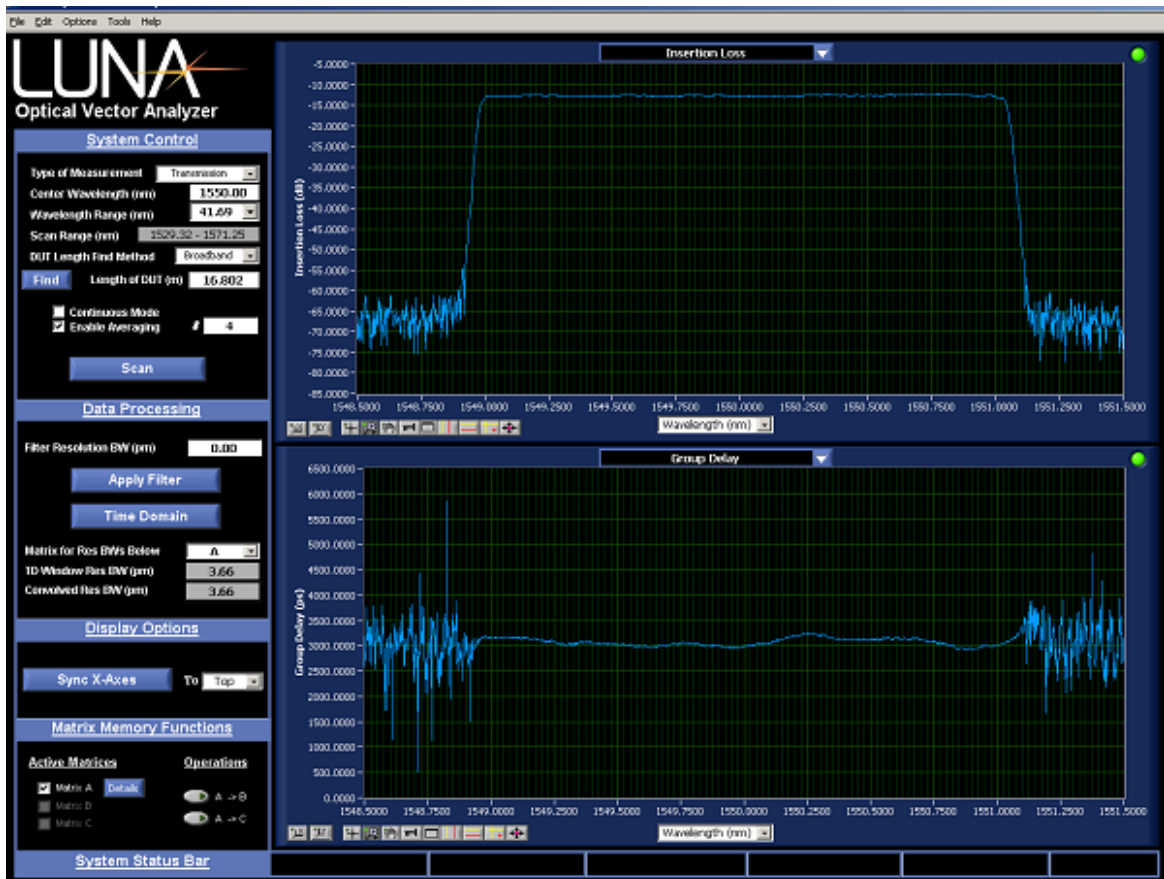 File Edit Options Tools Help
LUNA
Optical Vector Analyzer
System Control
Type of Measurement Transmission
Center Wavelength (nm) 1550.00
Wavelength Range (nm) 41.69
Scan Range (nm) 1529.32 - 1571.25
DUT Length Find Method Broadband
Find Length of DUT (m) 16.802
Continuous Mode
Enable Averaging # 4
Scan
Data Processing
Filter Resolution BW (pm) 0.00
Apply Filter
Time Domain
Matrix for Res BWs Below A
TD Window Res BW (pm) 3.66
Convolved Res BW (pm) 3.66
Display Options
Sync X-Axes To Top
Matrix Memory Functions
Active Matrices Operations
Matrix A Details
A -> B
Matrix B
A -> C
Matrix C
System Status Bar
Insertion Loss
Insertion Loss (dB)
-5.0000
-10.0000
-15.0000
-20.0000
-25.0000
-30.0000
-35.0000
-40.0000
-45.0000
-50.0000
-55.0000
-60.0000
-65.0000
-70.0000
-75.0000
-80.0000
-85.0000
1548.5000 1548.7500 1549.0000 1549.2500 1549.5000 1549.7500 1550.0000 1550.2500 1550.5000 1550.7500 1551.0000 1551.2500 1551.5000
Wavelength (nm)
Group Delay
Group Delay (ps)
6500.0000
6000.0000
5500.0000
5000.0000
4500.0000
4000.0000
3500.0000
3000.0000
2500.0000
2000.0000
1500.0000
1000.0000
500.0000
0.0000
1548.5000 1548.7500 1549.0000 1549.2500 1549.5000 1549.7500 1550.0000 1550.2500 1550.5000 1550.7500 1551.0000 1551.2500 1551.5000
Wavelength (nm)